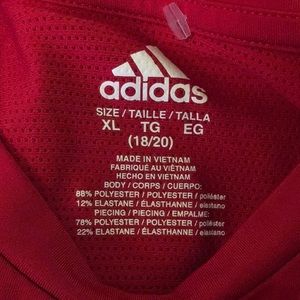 adidas
SIZE / TAILLE / TALLA
XL TG EG
(18/20)
MADE IN VIETNAM
FABRIQUÉ AU VIÊTNAM
HECHO EN VIETNAM
BODY / CORPS / CUERPO:
88% POLYESTER / POLYESTER / poliéster
12% ELASTANE / ÉLASTHANNE / elastano
PIECING / PIECING / EMPALME:
78% POLYESTER / POLYESTER / poliéster
22% ELASTANE / ÉLASTHANNE / elastano